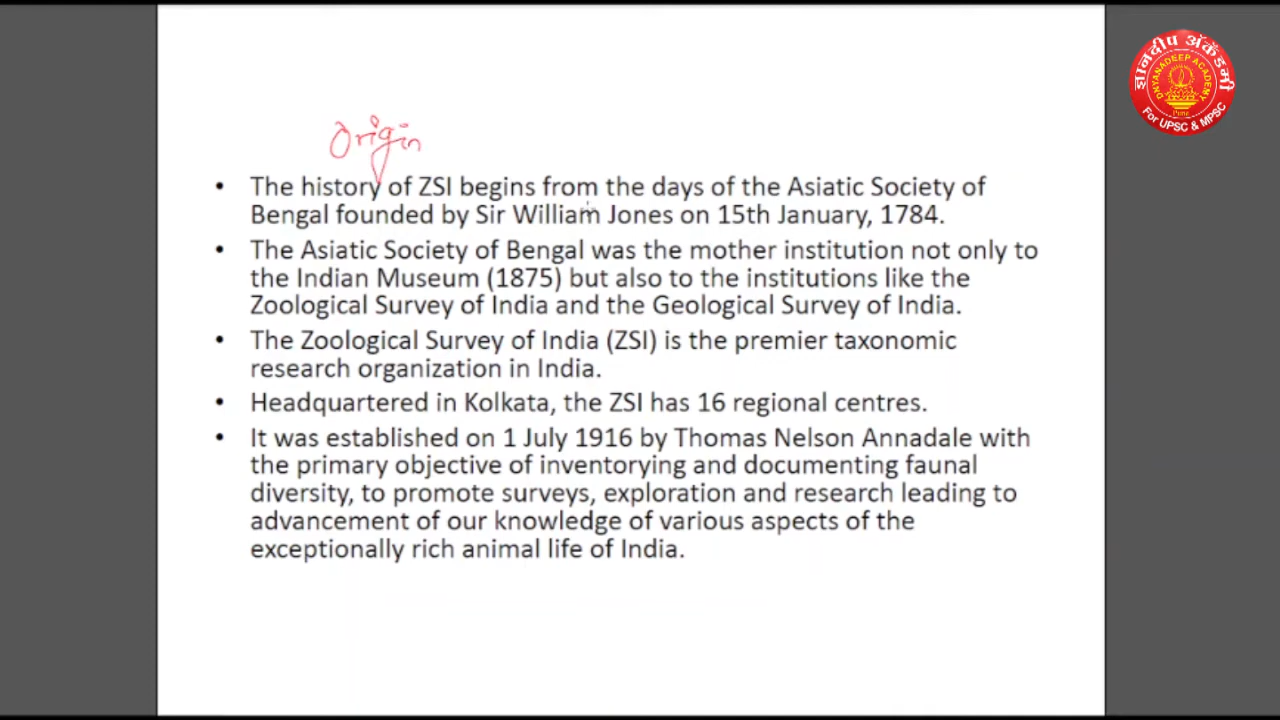 ज्ञानदीप अ‍ॅकॅडमी
DNYANADEEP ACADEMY
Pune
For UPSC & MPSC
Origin
• The history of ZSI begins from the days of the Asiatic Society of
Bengal founded by Sir William Jones on 15th January, 1784.
• The Asiatic Society of Bengal was the mother institution not only to
the Indian Museum (1875) but also to the institutions like the
Zoological Survey of India and the Geological Survey of India.
• The Zoological Survey of India (ZSI) is the premier taxonomic
research organization in India.
• Headquartered in Kolkata, the ZSI has 16 regional centres.
• It was established on 1 July 1916 by Thomas Nelson Annadale with
the primary objective of inventorying and documenting faunal
diversity, to promote surveys, exploration and research leading to
advancement of our knowledge of various aspects of the
exceptionally rich animal life of India.